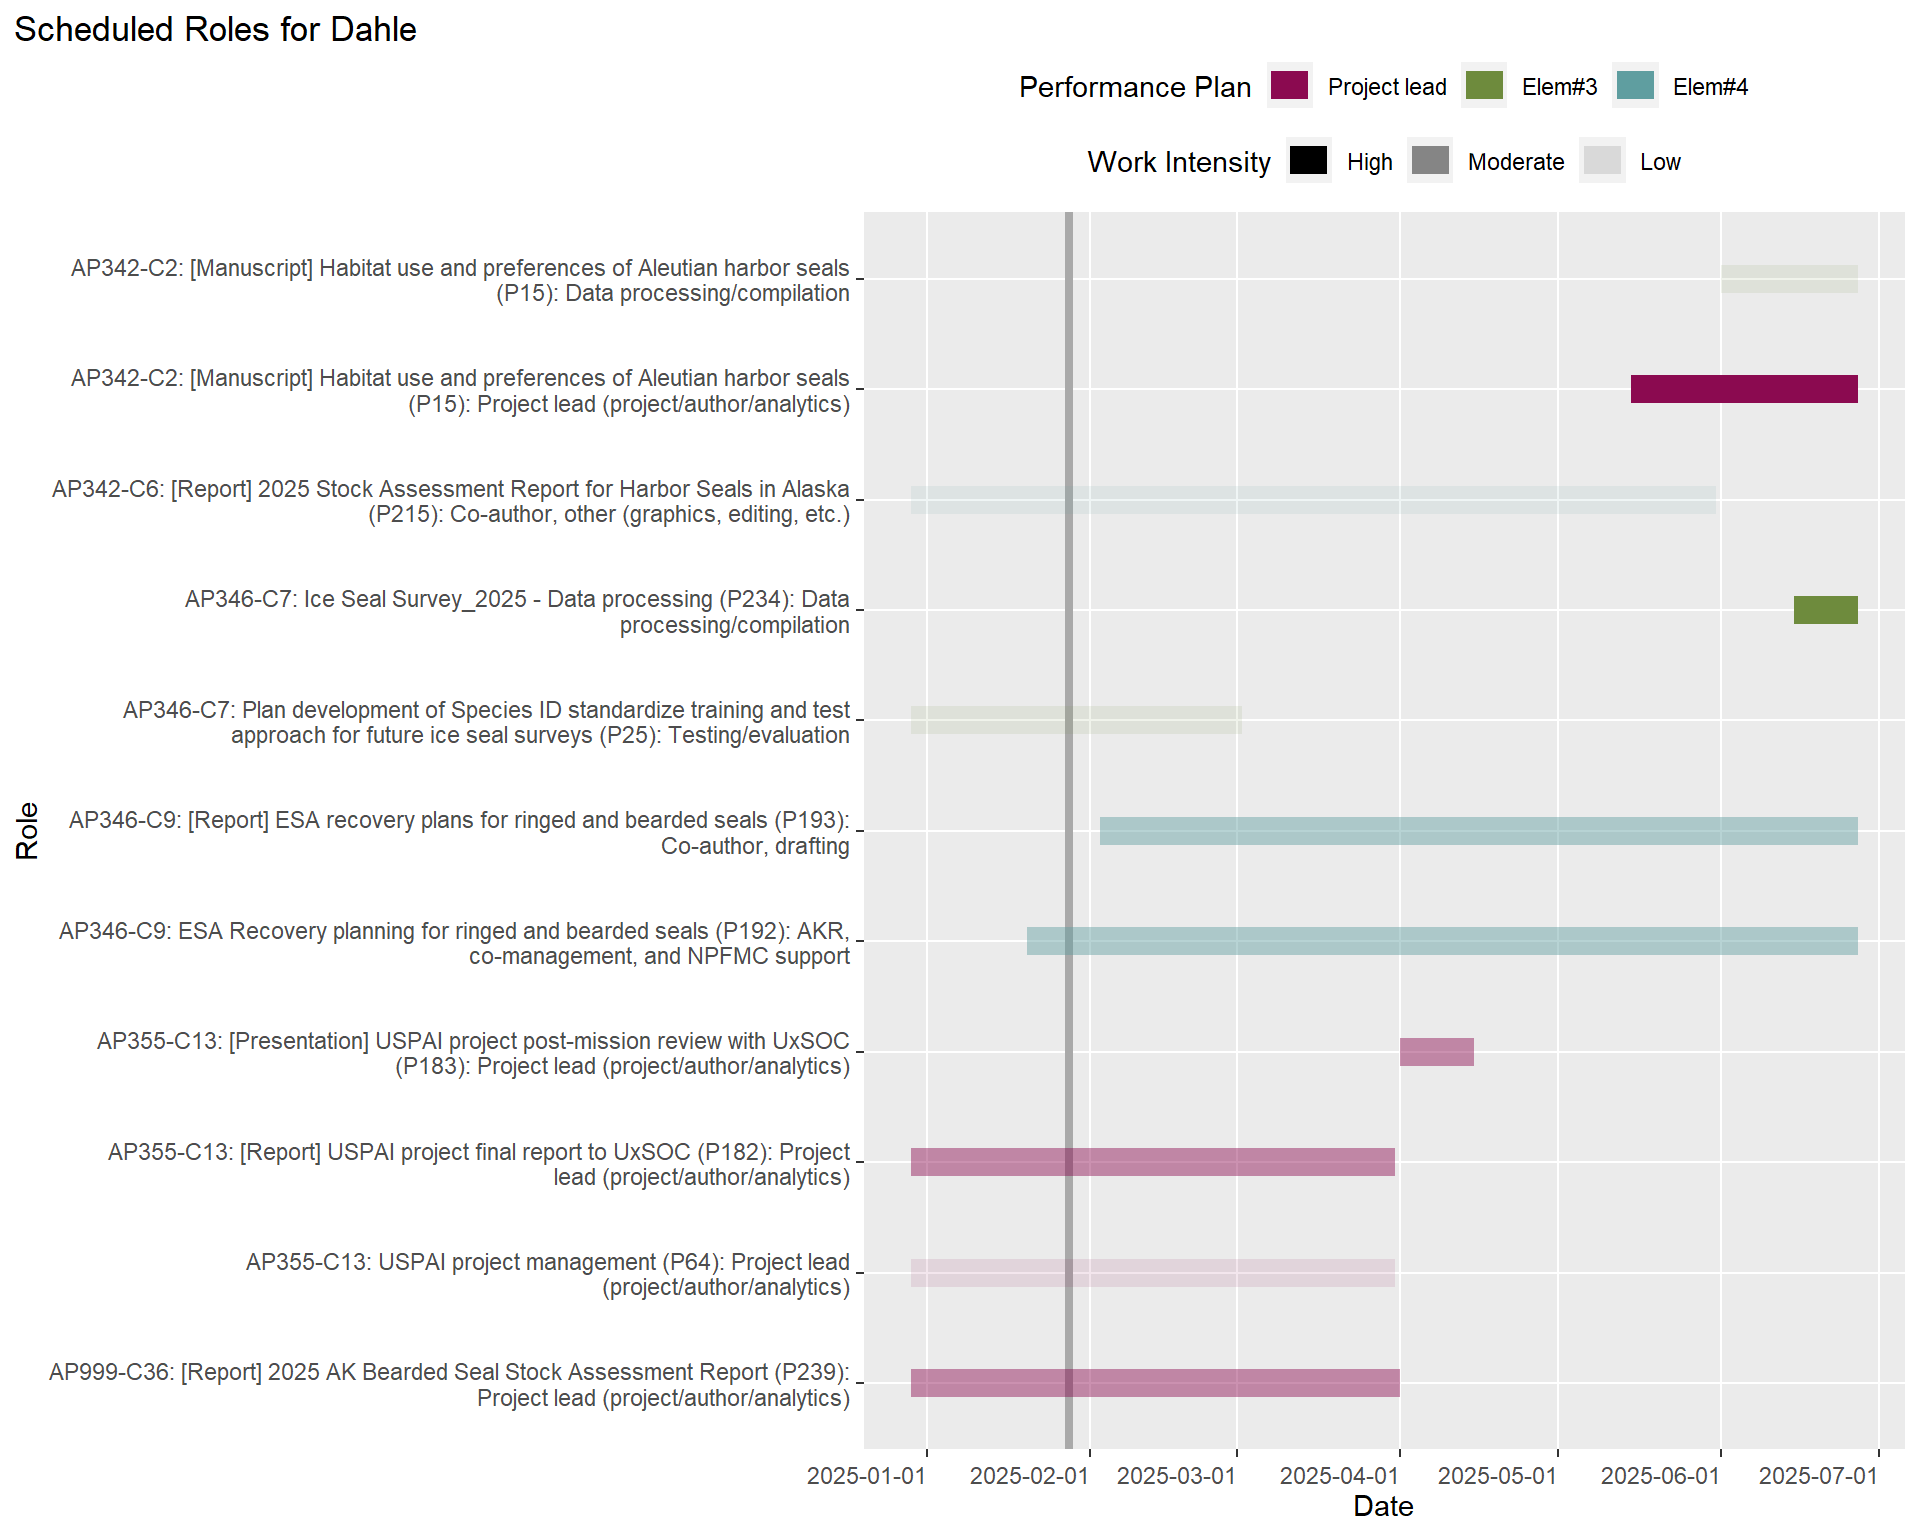 Scheduled Roles for Dahle
Performance Plan Project lead Elem#3 Elem#4
Work Intensity High Moderate Low
AP342-C2: [Manuscript] Habitat use and preferences of Aleutian harbor seals
(P15): Data processing/compilation
AP342-C2: [Manuscript] Habitat use and preferences of Aleutian harbor seals
(P15): Project lead (project/author/analytics)
AP342-C6: [Report] 2025 Stock Assessment Report for Harbor Seals in Alaska
(P215): Co-author, other (graphics, editing, etc.)
AP346-C7: Ice Seal Survey_2025 - Data processing (P234): Data
processing/compilation
AP346-C7: Plan development of Species ID standardize training and test
approach for future ice seal surveys (P25): Testing/evaluation
AP346-C9: [Report] ESA recovery plans for ringed and bearded seals (P193):
Co-author, drafting
AP346-C9: ESA Recovery planning for ringed and bearded seals (P192): AKR,
co-management, and NPFMC support
AP355-C13: [Presentation] USPAI project post-mission review with UxSOC
(P183): Project lead (project/author/analytics)
AP355-C13: [Report] USPAI project final report to UxSOC (P182): Project
lead (project/author/analytics)
AP355-C13: USPAI project management (P64): Project lead
(project/author/analytics)
AP999-C36: [Report] 2025 AK Bearded Seal Stock Assessment Report (P239):
Project lead (project/author/analytics)
Role
2025-01-01 2025-02-01 2025-03-01 2025-04-01 2025-05-01 2025-06-01 2025-07-01
Date